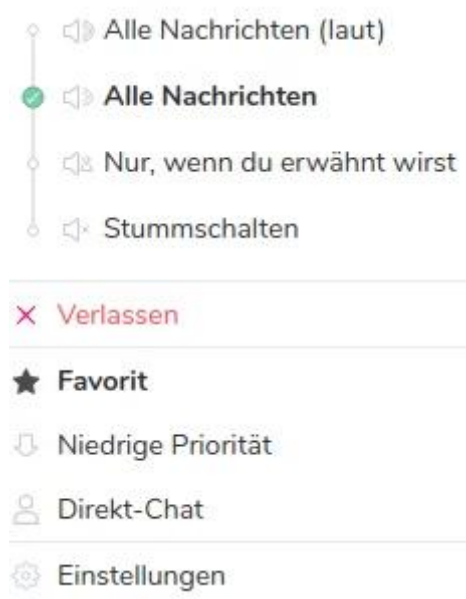 Alle Nachrichten (laut)
Alle Nachrichten
Nur, wenn du erwähnt wirst
Stummschalten
Verlassen
Favorit
Niedrige Priorität
Direkt-Chat
Einstellungen